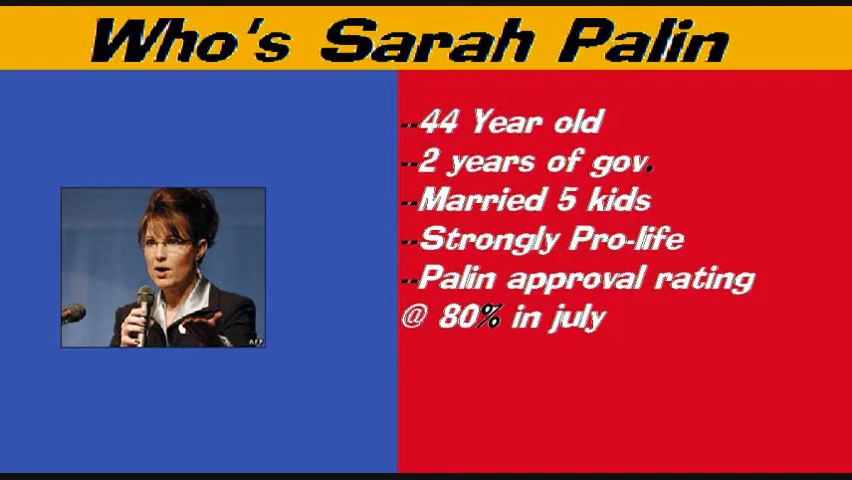 Who's Sarah Palin
--44 Year old
--2 years of gov.
--Married 5 kids
--Strongly Pro-life
--Palin approval rating
@ 80% in july
AFP